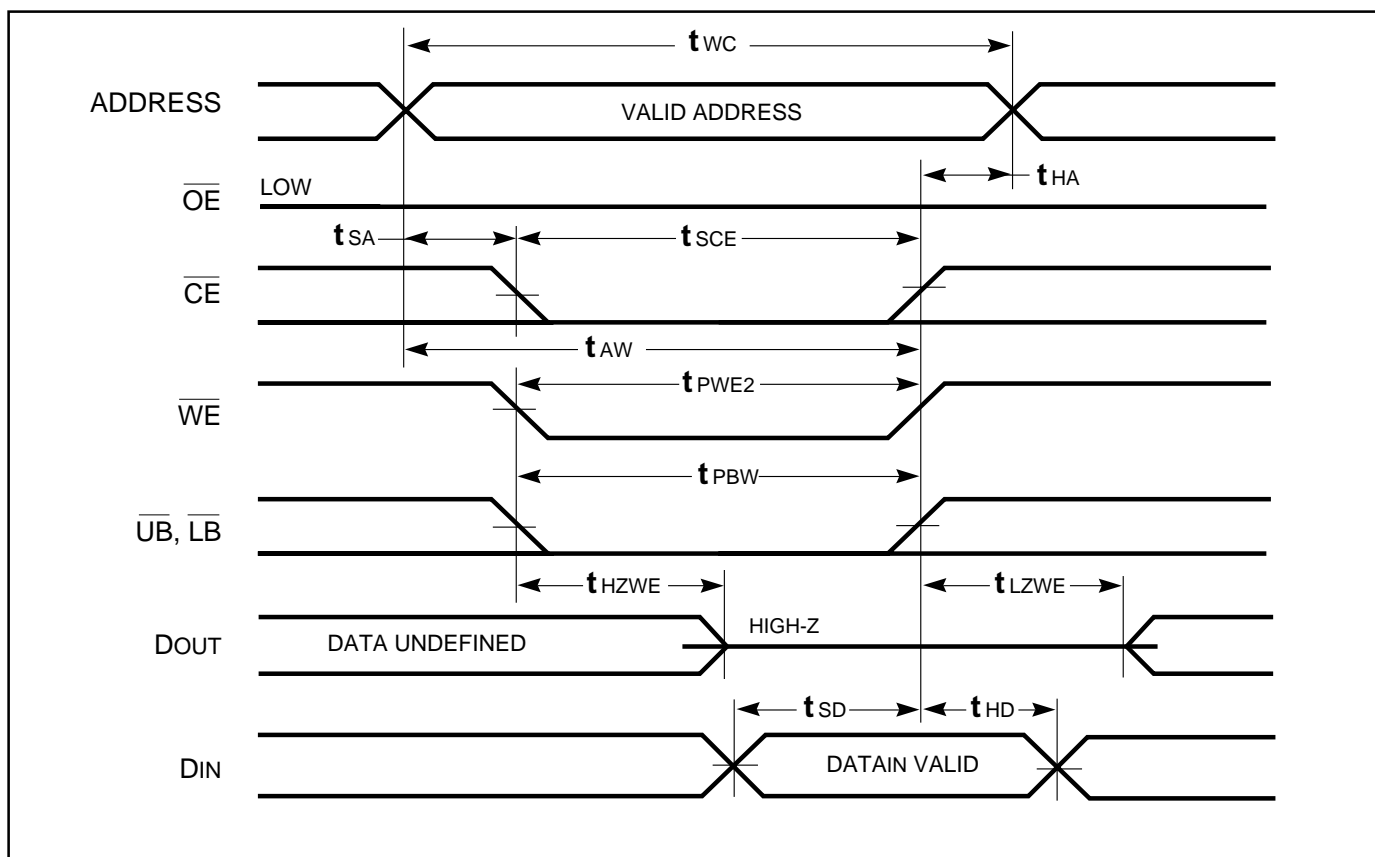 tWC
ADDRESS
VALID ADDRESS
tHA
OE
LOW
tSA
tSCE
CE
tAW
tPWE2
WE
tPBW
UB, LB
tHZWE
tLZWE
DOUT
DATA UNDEFINED
HIGH-Z
tSD
tHD
DIN
DATAIN VALID